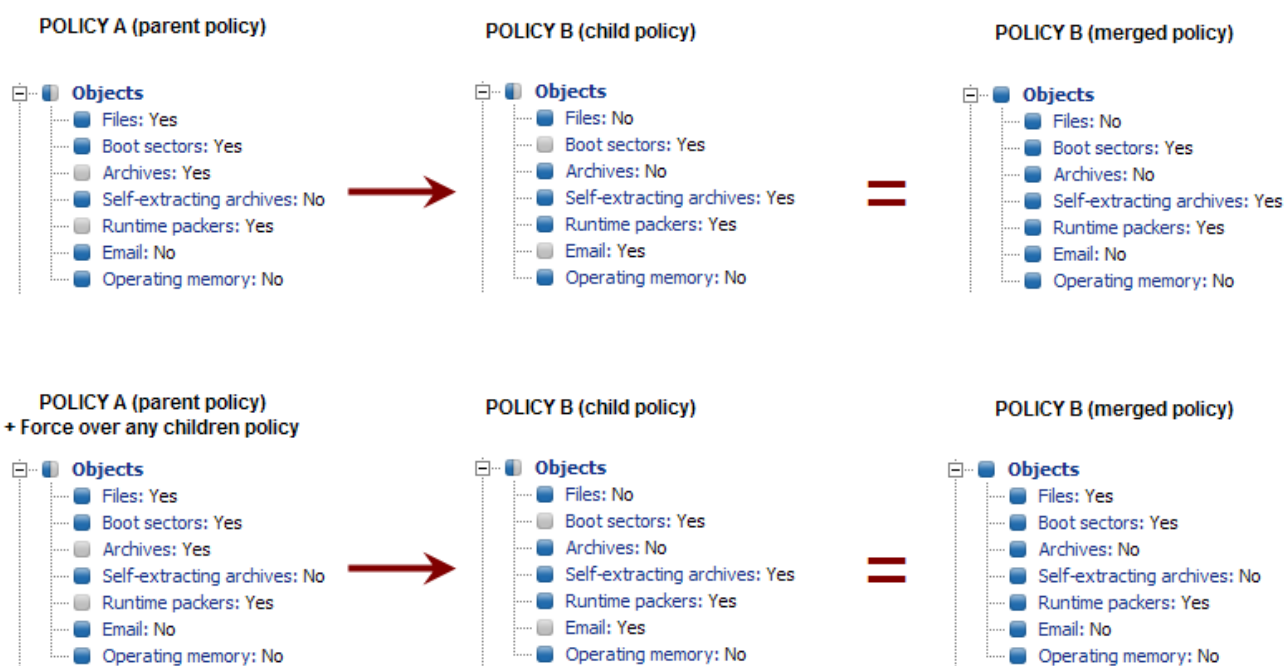 POLICY A (parent policy)
Objects
Files: Yes
Boot sectors: Yes
Archives: Yes
Self-extracting archives: No
Runtime packers: Yes
Email: No
Operating memory: No
POLICY B (child policy)
Objects
Files: No
Boot sectors: Yes
Archives: No
Self-extracting archives: Yes
Runtime packers: Yes
Email: Yes
Operating memory: No
=
POLICY B (merged policy)
Objects
Files: No
Boot sectors: Yes
Archives: No
Self-extracting archives: Yes
Runtime packers: Yes
Email: No
Operating memory: No
POLICY A (parent policy)
+ Force over any children policy
Objects
Files: Yes
Boot sectors: Yes
Archives: Yes
Self-extracting archives: No
Runtime packers: Yes
Email: No
Operating memory: No
POLICY B (child policy)
Objects
Files: No
Boot sectors: Yes
Archives: No
Self-extracting archives: Yes
Runtime packers: Yes
Email: Yes
Operating memory: No
=
POLICY B (merged policy)
Objects
Files: Yes
Boot sectors: Yes
Archives: No
Self-extracting archives: No
Runtime packers: Yes
Email: No
Operating memory: No